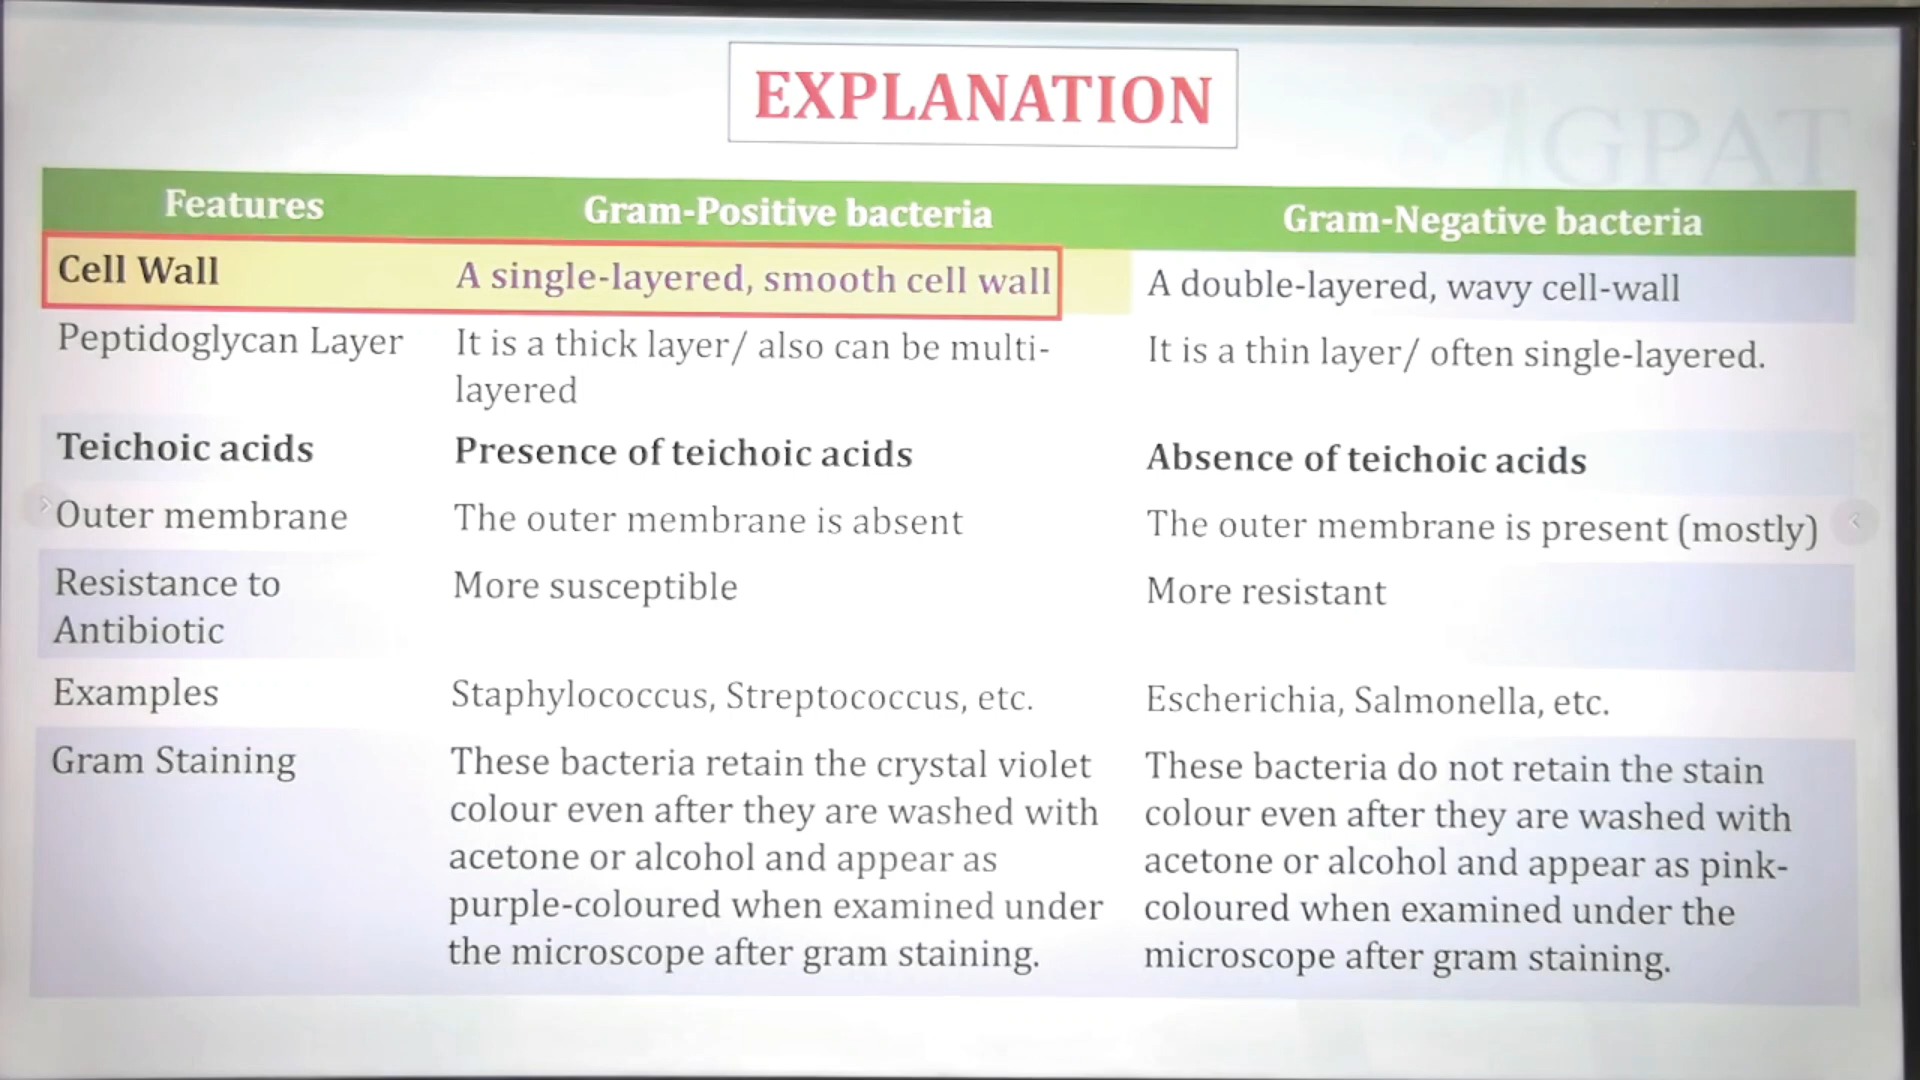 EXPLANATION
GPAT
Features Gram-Positive bacteria Gram-Negative bacteria
Cell Wall A single-layered, smooth cell wall A double-layered, wavy cell-wall
Peptidoglycan Layer It is a thick layer/ also can be multi- It is a thin layer/ often single-layered.
layered
Teichoic acids Presence of teichoic acids Absence of teichoic acids
Outer membrane The outer membrane is absent The outer membrane is present (mostly)
Resistance to More susceptible More resistant
Antibiotic
Examples Staphylococcus, Streptococcus, etc. Escherichia, Salmonella, etc.
Gram Staining These bacteria retain the crystal violet These bacteria do not retain the stain
colour even after they are washed with colour even after they are washed with
acetone or alcohol and appear as acetone or alcohol and appear as pink-
purple-coloured when examined under coloured when examined under the
the microscope after gram staining. microscope after gram staining.